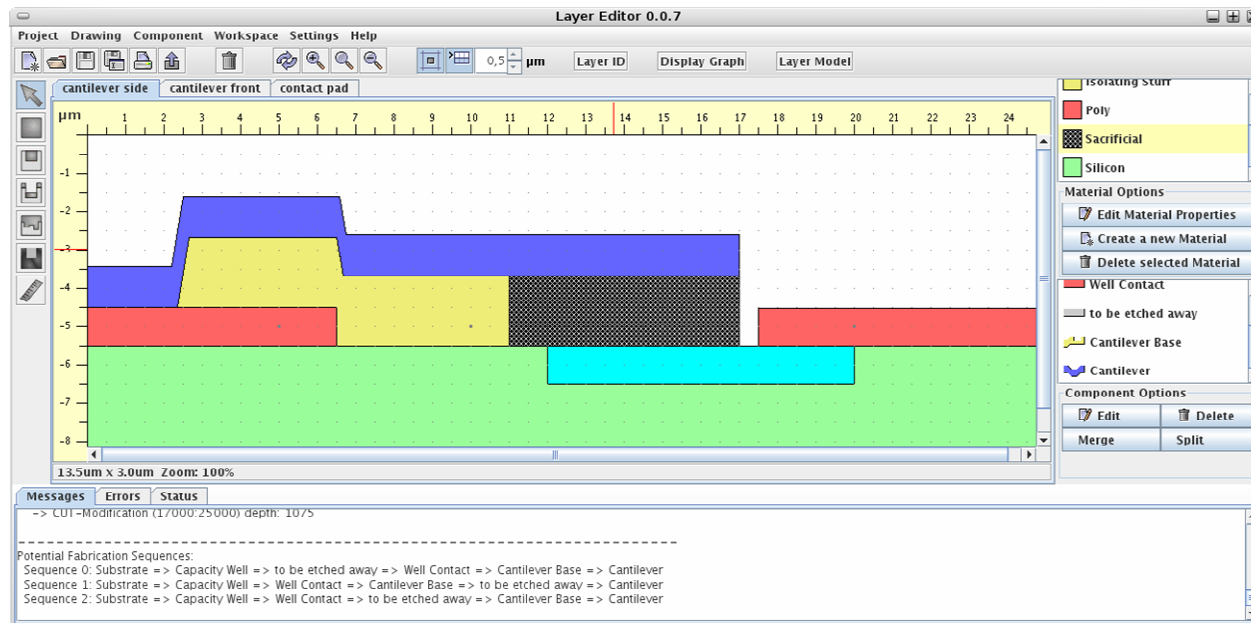 Layer Editor 0.0.7
Project Drawing Component Workspace Settings Help
0,5 µm Layer ID Display Graph Layer Model
cantilever side cantilever front contact pad
µm 1 2 3 4 5 6 7 8 9 10 11 12 13 14 15 16 17 18 19 20 21 22 23 24
-1
-2
-3
-4
-5
-6
-7
-8
13.5um x 3.0um Zoom: 100%
Isolating Stuff
Poly
Sacrificial
Silicon
Material Options
Edit Material Properties
Create a new Material
Delete selected Material
Well Contact
to be etched away
Cantilever Base
Cantilever
Component Options
Edit Delete
Merge Split
Messages Errors Status
-> CUT-Modification (17000:25000) depth: 1075
--------------------------------------------------------------------
Potential Fabrication Sequences:
Sequence 0: Substrate => Capacity Well => to be etched away => Well Contact => Cantilever Base => Cantilever
Sequence 1: Substrate => Capacity Well => Well Contact => Cantilever Base => to be etched away => Cantilever
Sequence 2: Substrate => Capacity Well => Well Contact => to be etched away => Cantilever Base => Cantilever